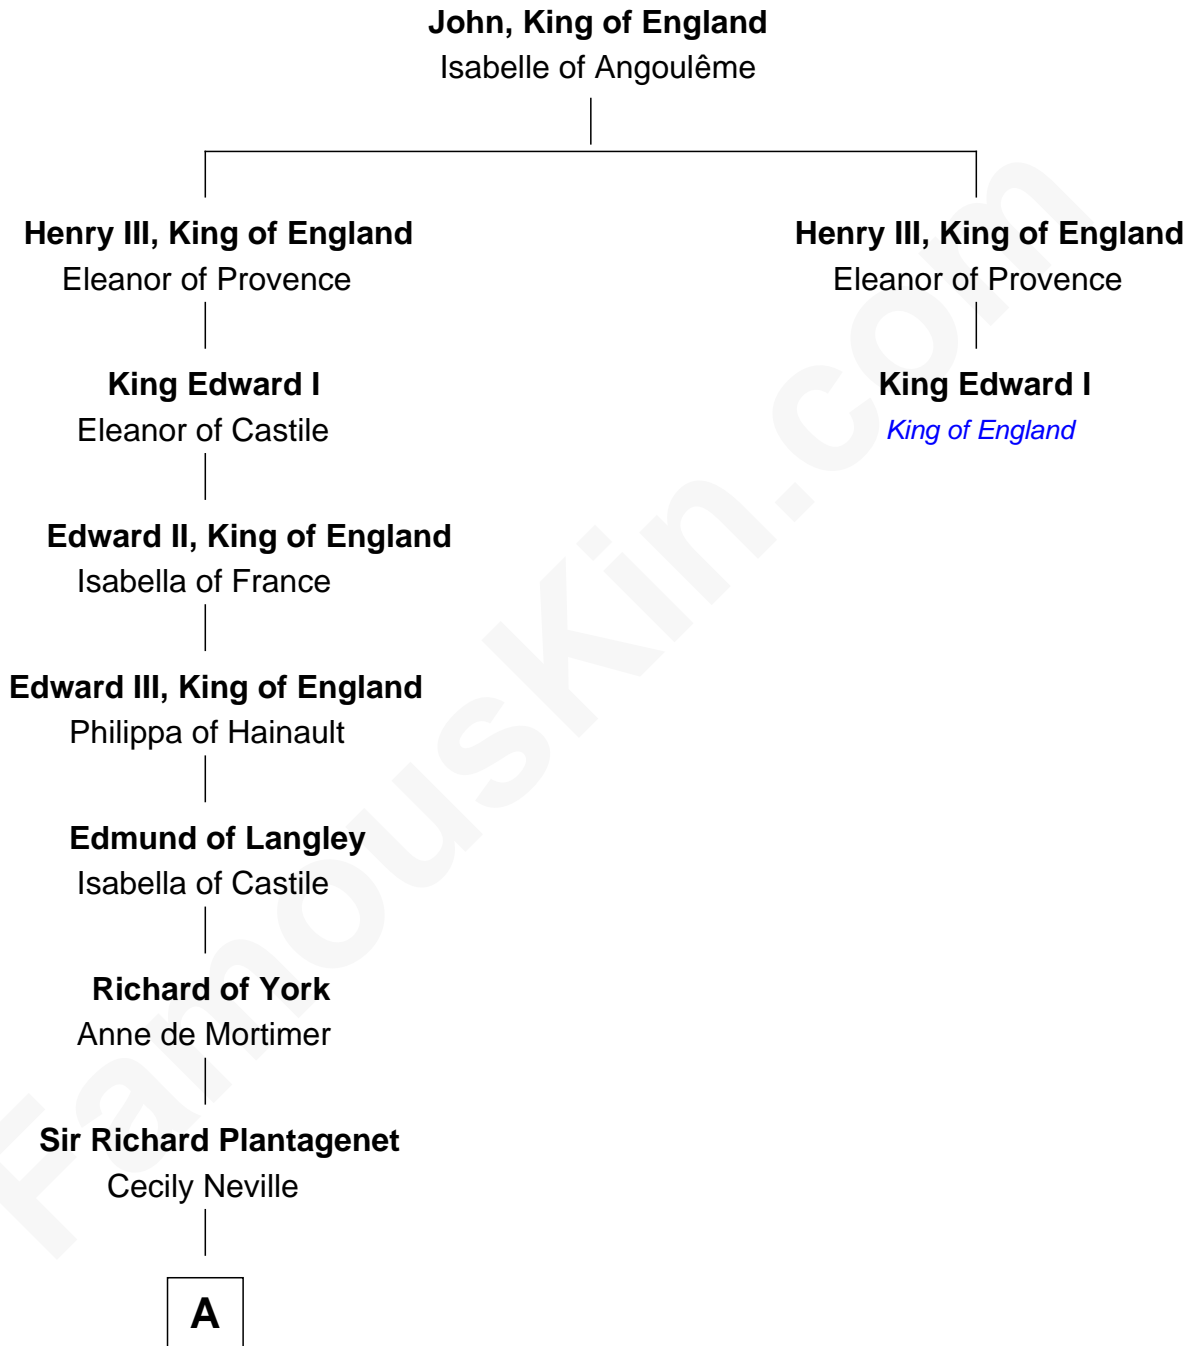 John, King of England
Isabelle of Angoulême
Henry III, King of England
Eleanor of Provence
Henry III, King of England
Eleanor of Provence
King Edward I
Eleanor of Castile
King Edward I
King of England
Edward II, King of England
Isabella of France
Edward III, King of England
Philippa of Hainault
Edmund of Langley
Isabella of Castile
Richard of York
Anne de Mortimer
Sir Richard Plantagenet
Cecily Neville
A
FamousKin.com